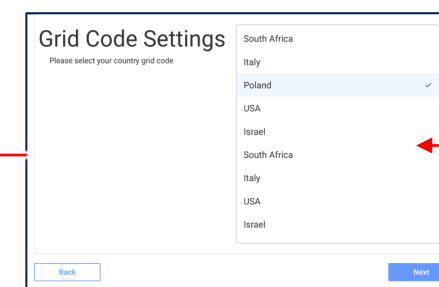 Grid Code Settings
Please select your country grid code
South Africa
Italy
Poland
USA
Israel
South Africa
Italy
USA
Israel
Back
Next